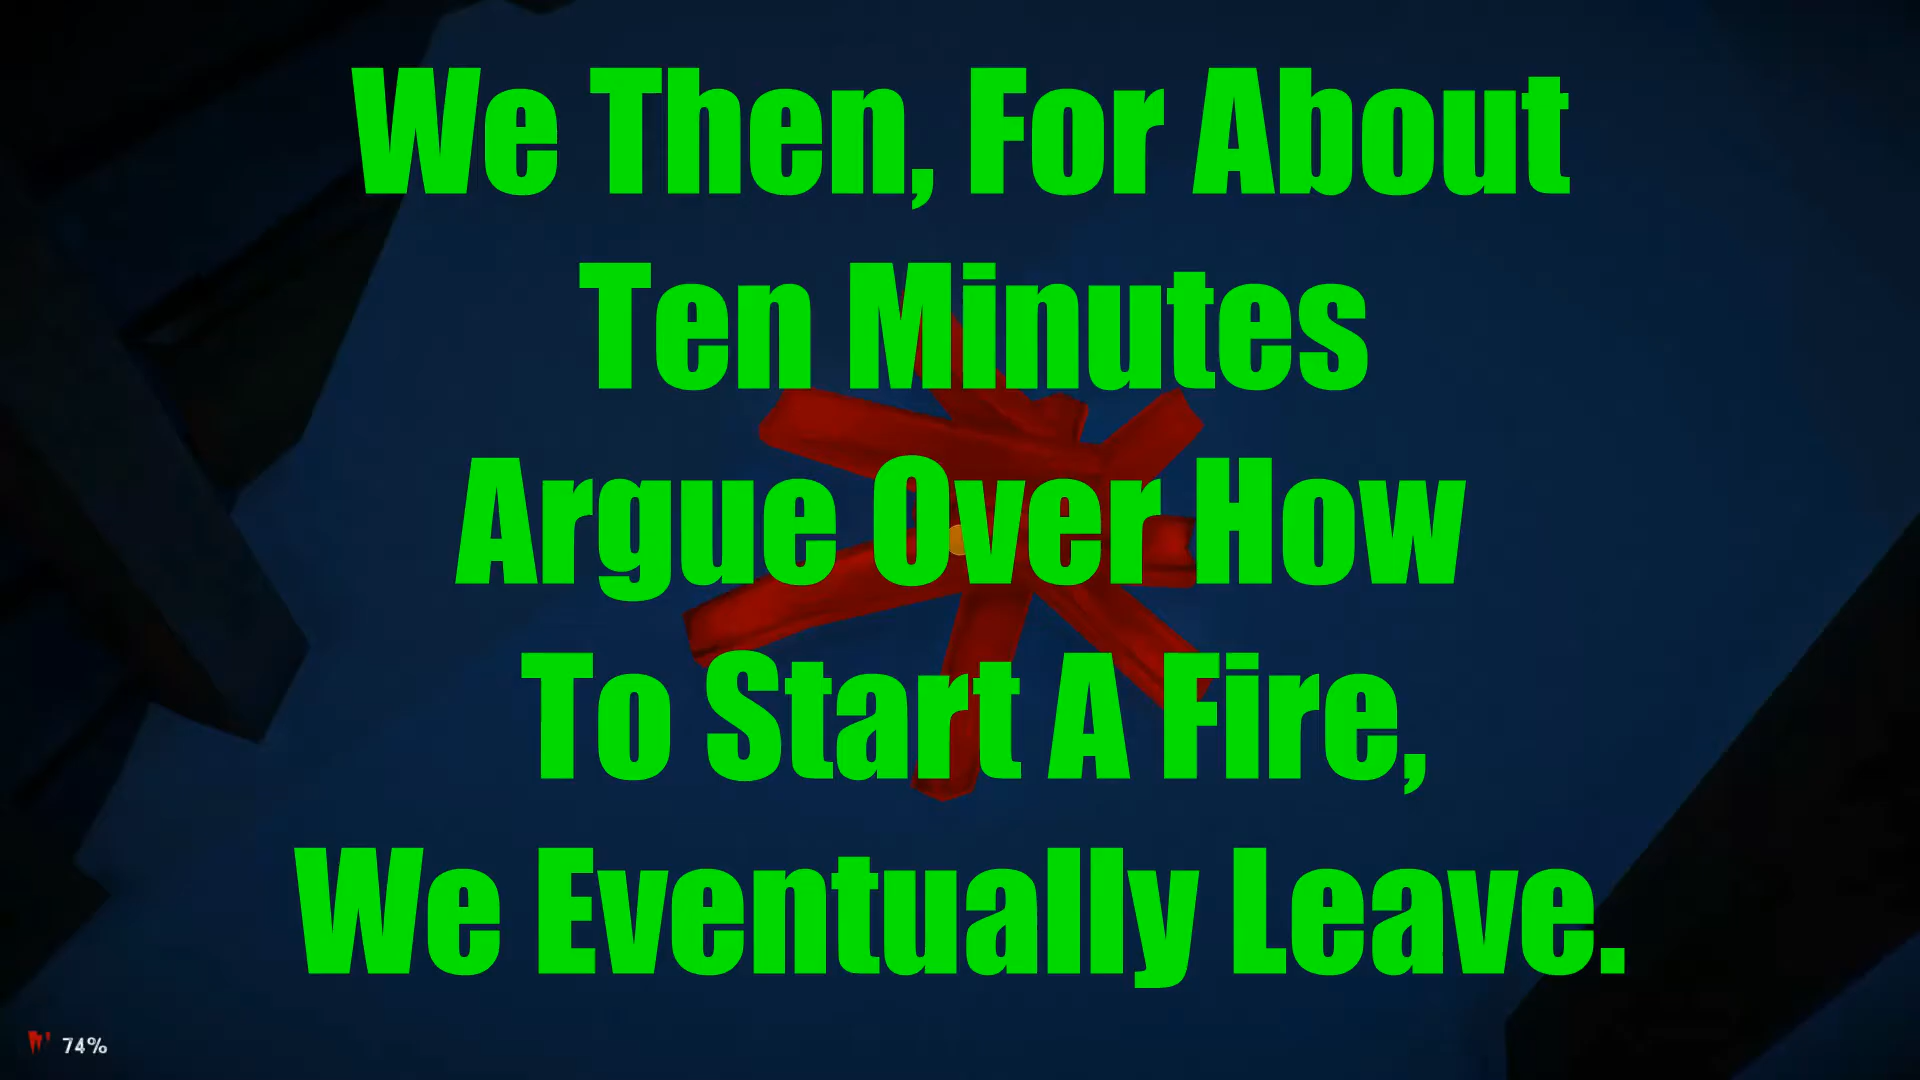 We Then, For About
Ten Minutes
Argue Over How
To Start A Fire,
We Eventually Leave.
74%